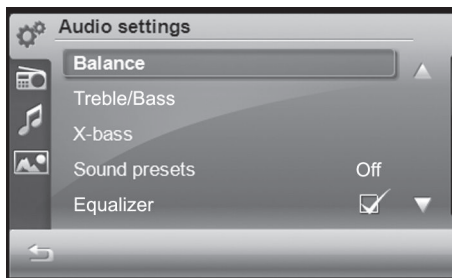 Audio settings
Balance
Treble/Bass
X-bass
Sound presets Off
Equalizer